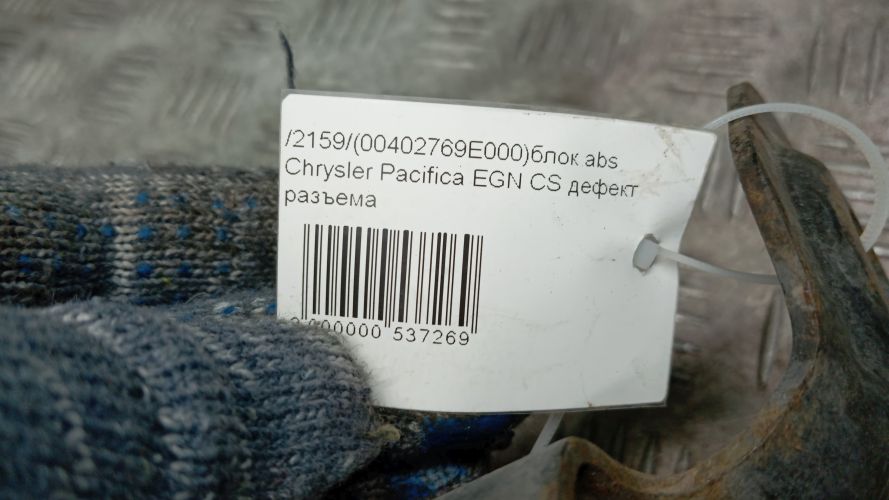 /2159/(00402769E000)блок abs
Chrysler Pacifica EGN CS дефект
разъема
000000 537269